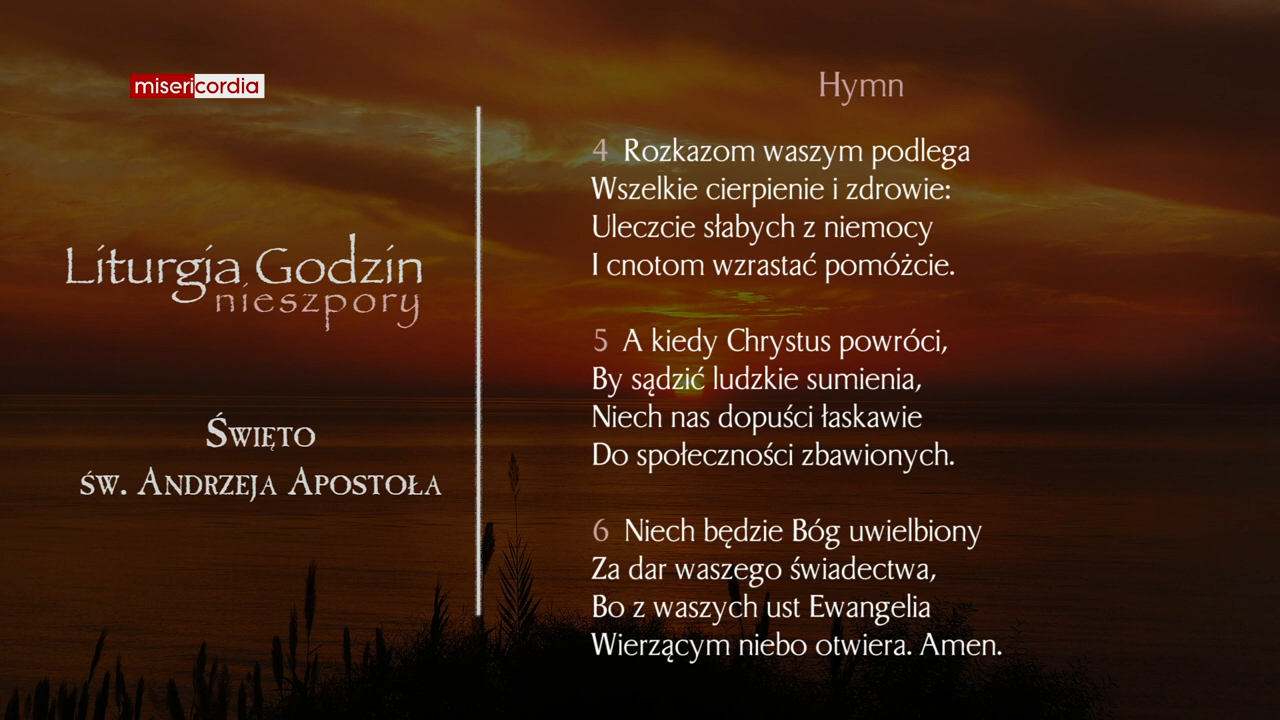 misericordia
Liturgia Godzin
nieszpory
Święto
św. Andrzeja Apostoła
Hymn
4 Rozkazom waszym podlega
Wszelkie cierpienie i zdrowie:
Uleczcie słabych z niemocy
I cnotom wzrastać pomóżcie.
5 A kiedy Chrystus powróci,
By sądzić ludzkie sumienia,
Niech nas dopuści łaskawie
Do społeczności zbawionych.
6 Niech będzie Bóg uwielbiony
Za dar waszego świadectwa,
Bo z waszych ust Ewangelia
Wierzącym niebo otwiera. Amen.